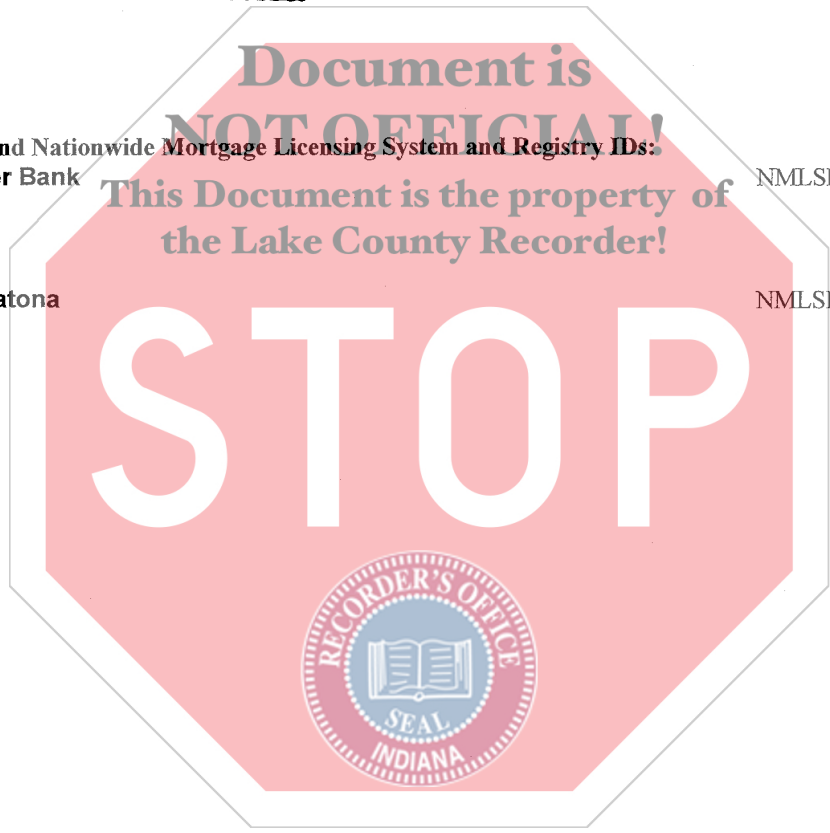 Document is
NOT OFFICIAL!
nd Nationwide Mortgage Licensing System and Registry IDs:
r Bank NMLS
This Document is the property of
the Lake County Recorder!
atona NMLS
STOP
RECORDER'S OFFICE
SEAL
INDIANA